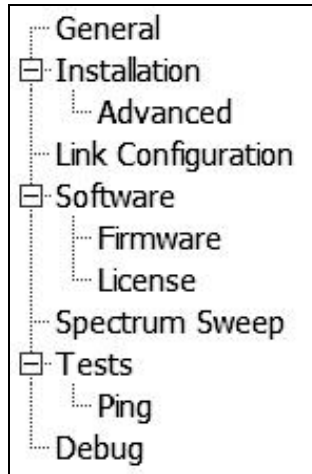 General
Installation
Advanced
Link Configuration
Software
Firmware
License
Spectrum Sweep
Tests
Ping
Debug